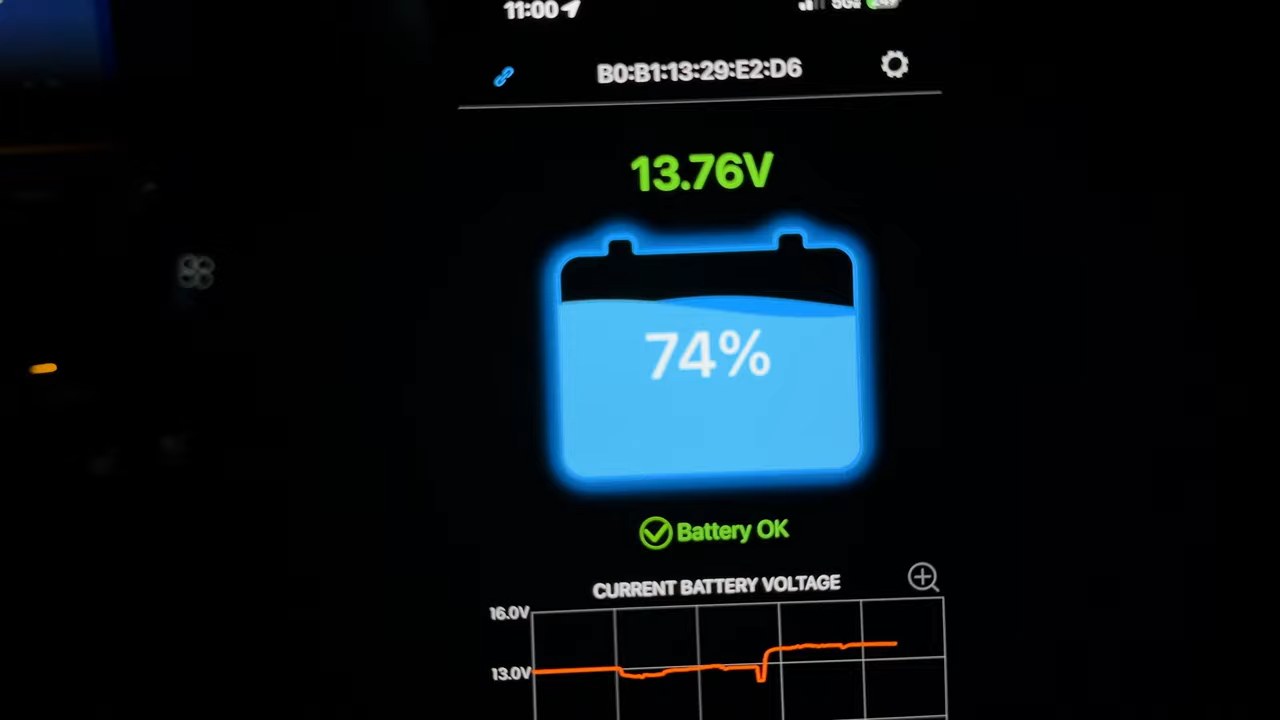 11:00
5G
B0:B1:13:29:E2:D6
13.76V
74%
Battery OK
CURRENT BATTERY VOLTAGE
16.0V
13.0V